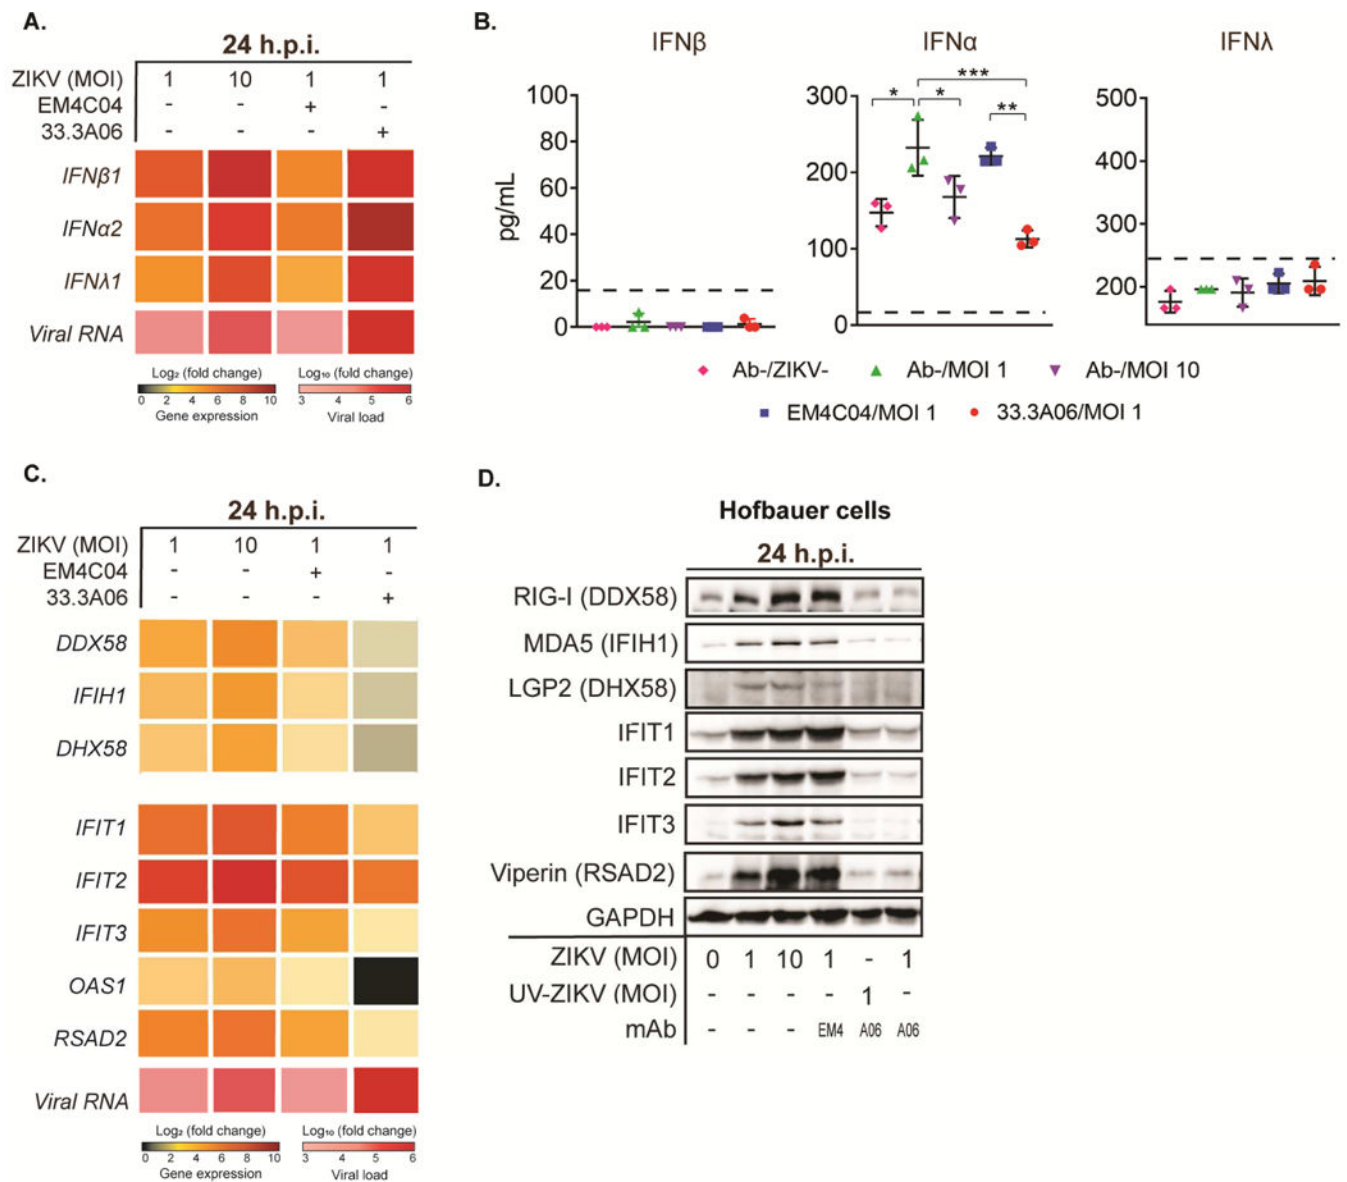 A.
24 h.p.i.
ZIKV (MOI) 1 10 1 1
EM4C04 - - + -
33.3A06 - - - +
IFNβ1
IFNα2
IFNλ1
Viral RNA
Log₂ (fold change) Log₁₀ (fold change)
0 2 4 6 8 10 3 4 5 6
Gene expression Viral load
B.
IFNβ IFNα IFNλ
pg/mL
100
80
60
40
20
0
300
200
100
0
* * *** **
500
400
300
200
Ab-/ZIKV- Ab-/MOI 1 Ab-/MOI 10
EM4C04/MOI 1 33.3A06/MOI 1
C.
24 h.p.i.
ZIKV (MOI) 1 10 1 1
EM4C04 - - + -
33.3A06 - - - +
DDX58
IFIH1
DHX58
IFIT1
IFIT2
IFIT3
OAS1
RSAD2
Viral RNA
Log₂ (fold change) Log₁₀ (fold change)
0 2 4 6 8 10 3 4 5 6
Gene expression Viral load
D.
Hofbauer cells
24 h.p.i.
RIG-I (DDX58)
MDA5 (IFIH1)
LGP2 (DHX58)
IFIT1
IFIT2
IFIT3
Viperin (RSAD2)
GAPDH
ZIKV (MOI) 0 1 10 1 - 1
UV-ZIKV (MOI) - - - - 1 -
mAb - - - EM4 A06 A06